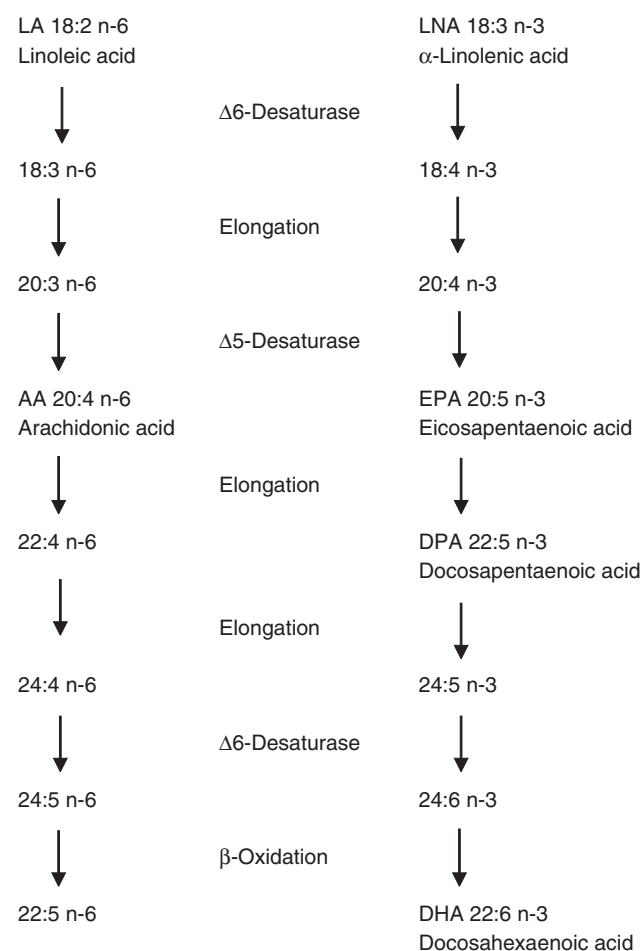 LA 18:2 n-6
Linoleic acid
LNA 18:3 n-3
α-Linolenic acid
Δ6-Desaturase
18:3 n-6
18:4 n-3
Elongation
20:3 n-6
20:4 n-3
Δ5-Desaturase
AA 20:4 n-6
Arachidonic acid
EPA 20:5 n-3
Eicosapentaenoic acid
Elongation
22:4 n-6
DPA 22:5 n-3
Docosapentaenoic acid
Elongation
24:4 n-6
24:5 n-3
Δ6-Desaturase
24:5 n-6
24:6 n-3
β-Oxidation
22:5 n-6
DHA 22:6 n-3
Docosahexaenoic acid